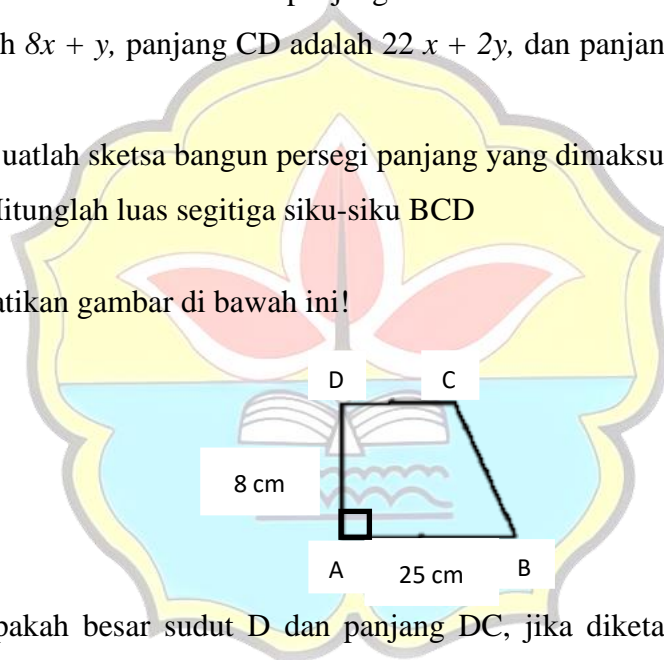 h 8x + y, panjang CD adalah 22 x + 2y, dan panjan
uatlah sketsa bangun persegi panjang yang dimaksu
itunglah luas segitiga siku-siku BCD
atikan gambar di bawah ini!
D C
8 cm
A 25 cm B
pakah besar sudut D dan panjang DC, jika diketa